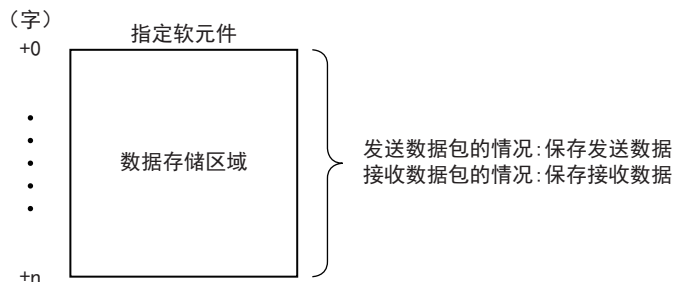 （字）
指定软元件
+0
数据存储区域
发送数据包的情况:保存发送数据
接收数据包的情况:保存接收数据
+n